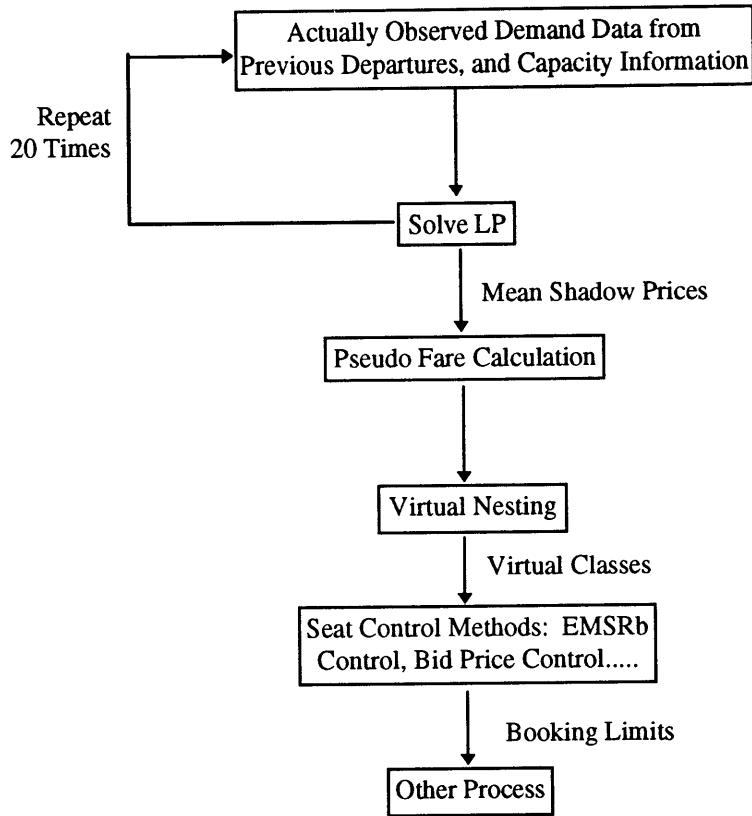 Actually Observed Demand Data from
Previous Departures, and Capacity Information
Repeat
20 Times
Solve LP
Mean Shadow Prices
Pseudo Fare Calculation
Virtual Nesting
Virtual Classes
Seat Control Methods: EMSRb
Control, Bid Price Control.....
Booking Limits
Other Process